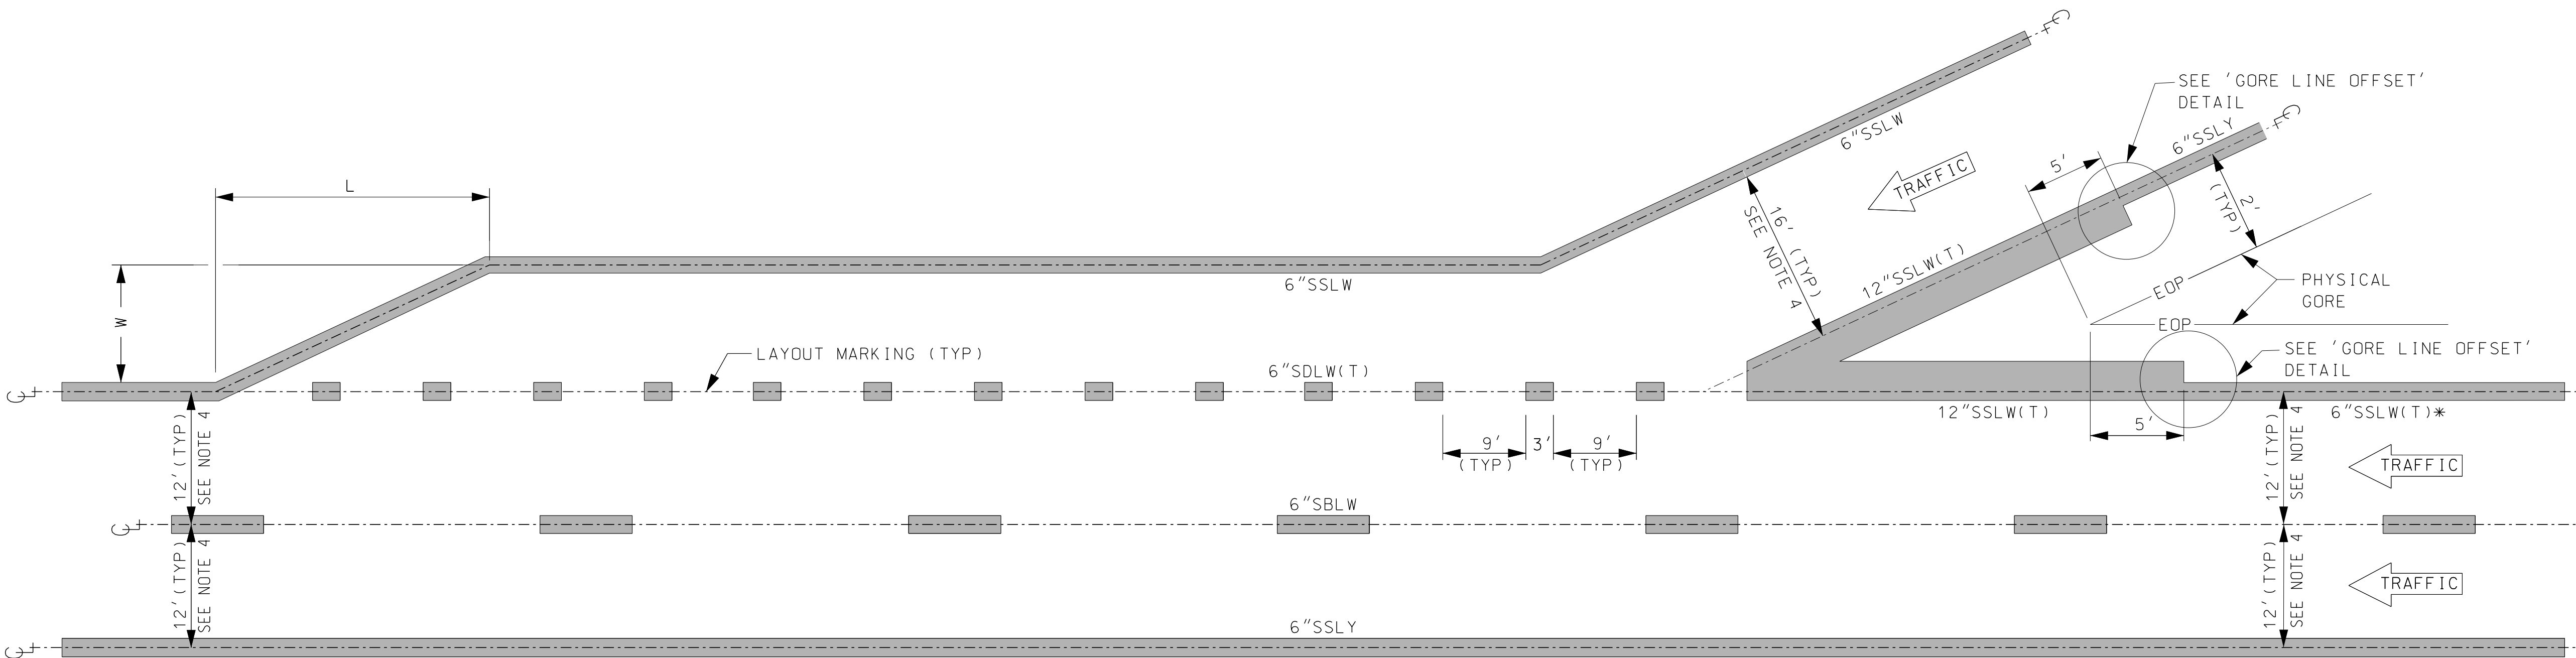 SEE 'GORE LINE OFFSET'
DETAIL
6"SSLW
6"SSLY
5'
TRAFFIC
2'
(TYP)
L
16' (TYP)
SEE NOTE 4
12"SSLW(T)
6"SSLW
EOP
PHYSICAL
GORE
W
EOP
LAYOUT MARKING (TYP)
6"SDLW(T)
SEE 'GORE LINE OFFSET'
DETAIL
12"SSLW(T)
6"SSLW(T)*
5'
9'
(TYP)
3'
9'
(TYP)
12'(TYP)
SEE NOTE 4
12'(TYP)
SEE NOTE 4
TRAFFIC
6"SBLW
12'(TYP)
SEE NOTE 4
12'(TYP)
SEE NOTE 4
TRAFFIC
6"SSLY